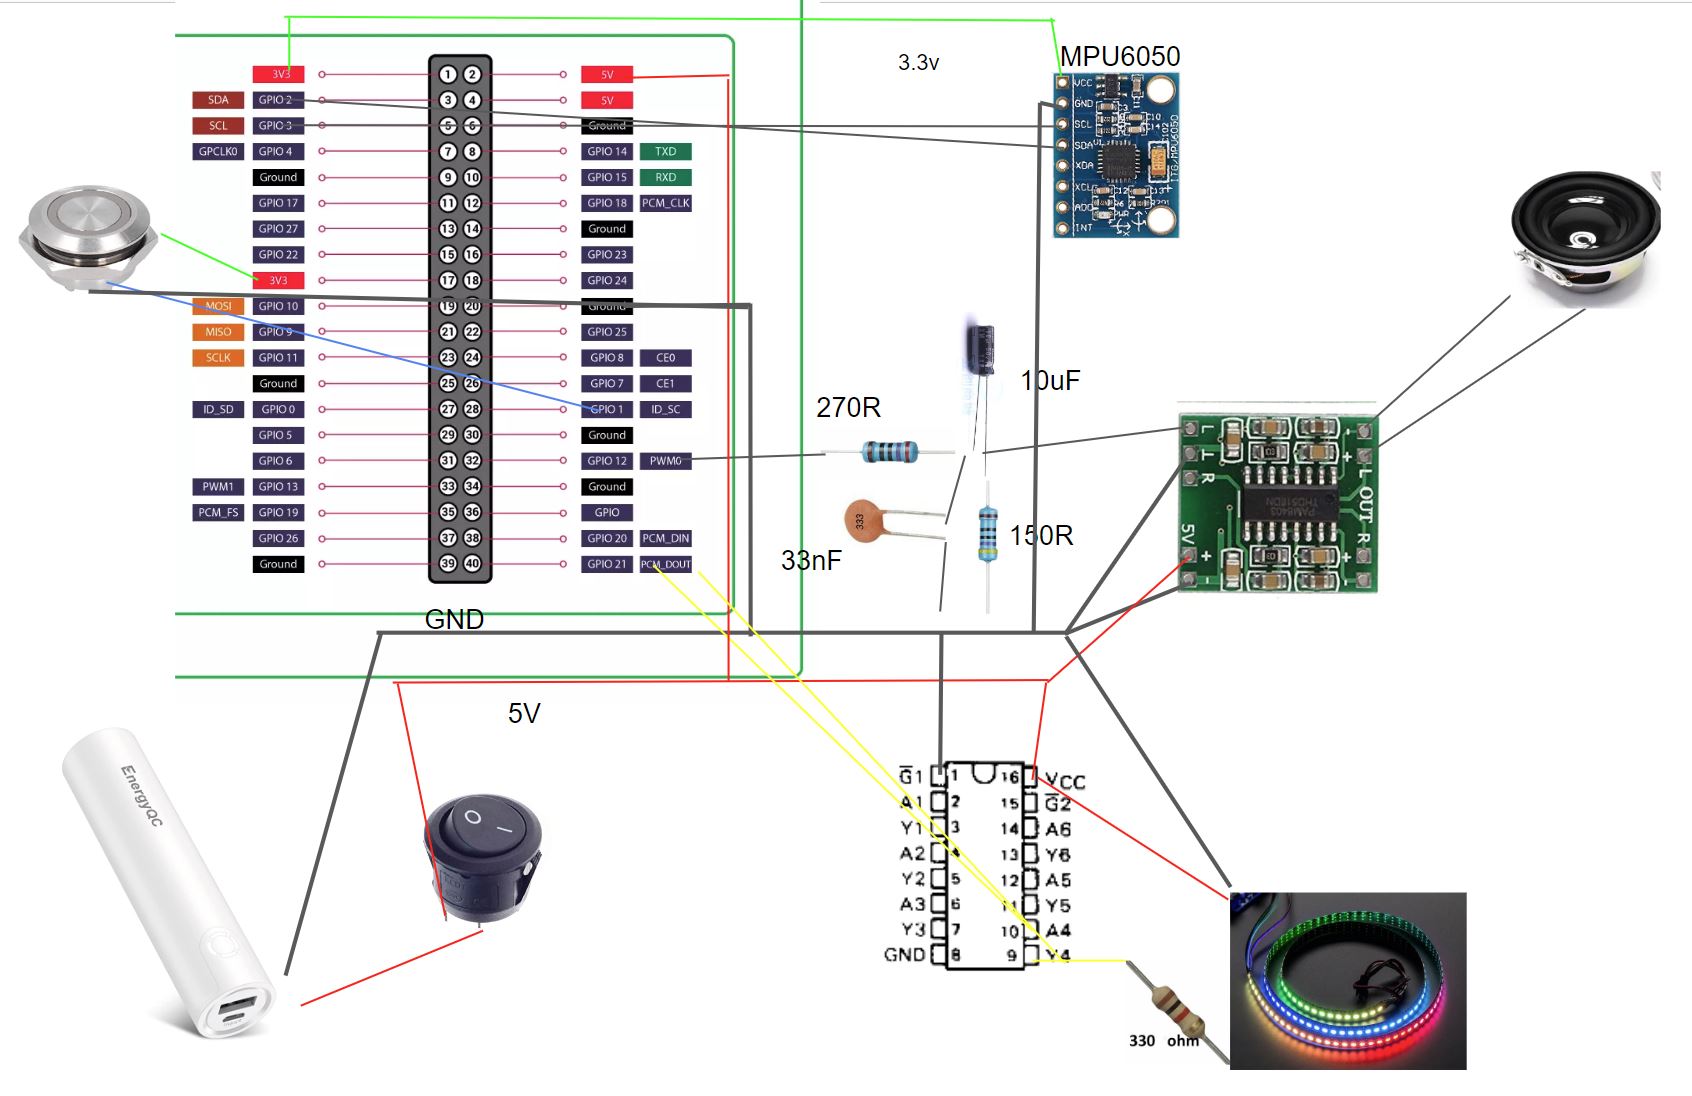 3.3v
MPU6050
3V3 1 2 5V
SDA GPIO 2 3 4 5V
SCL GPIO 3 5 6 Ground
GPCLK0 GPIO 4 7 8 GPIO 14 TXD
Ground 9 10 GPIO 15 RXD
GPIO 17 11 12 GPIO 18 PCM_CLK
GPIO 27 13 14 Ground
GPIO 22 15 16 GPIO 23
3V3 17 18 GPIO 24
MOSI GPIO 10 19 20 Ground
MISO GPIO 9 21 22 GPIO 25
SCLK GPIO 11 23 24 GPIO 8 CE0
Ground 25 26 GPIO 7 CE1
ID_SD GPIO 0 27 28 GPIO 1 ID_SC
GPIO 5 29 30 Ground
GPIO 6 31 32 GPIO 12 PWM0
PWM1 GPIO 13 33 34 Ground
PCM_FS GPIO 19 35 36 GPIO
GPIO 26 37 38 GPIO 20 PCM_DIN
Ground 39 40 GPIO 21 PCM_DOUT
VCC
GND
SCL
SDA
XDA
XCL
ADO
INT
ITG/MPU6050
10uF
270R
333
33nF
150R
L
R
5V
+
-
-
+
L OUT R
+
-
PAM8403
GND
5V
EnergyQC
O I
G1 1 16 VCC
A1 2 15 G2
Y1 3 14 A6
A2 4 13 Y6
Y2 5 12 A5
A3 6 11 Y5
Y3 7 10 A4
GND 8 9 Y4
330 ohm